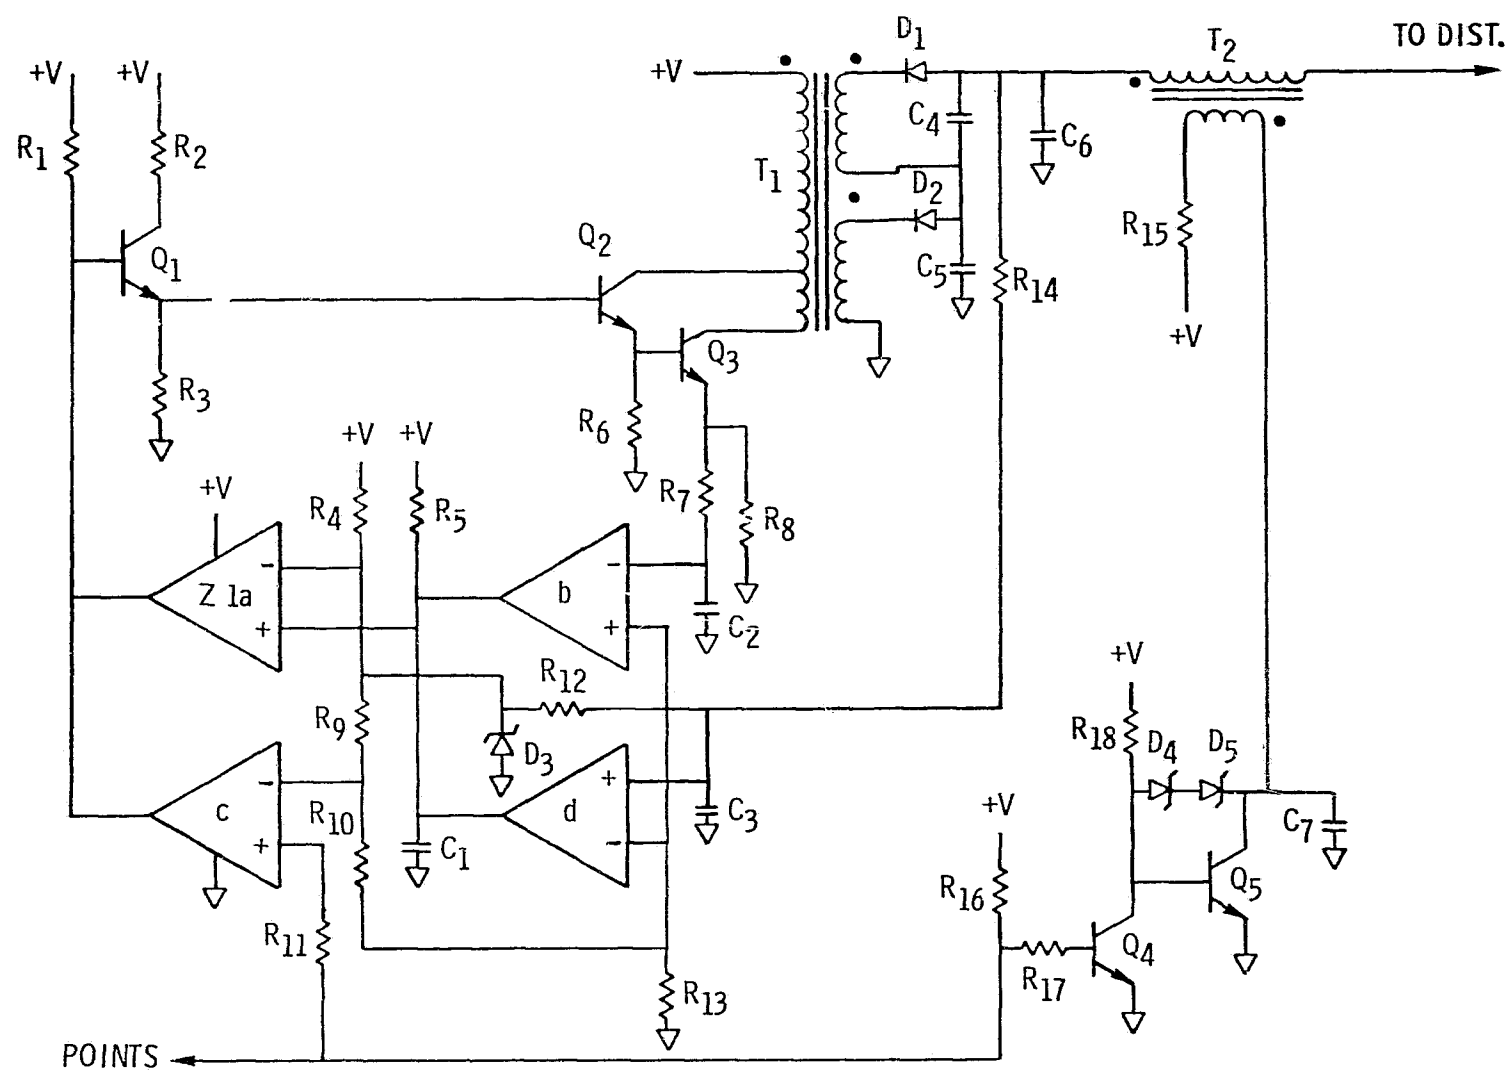 D1
T2
TO DIST.
+V
+V
+V
R1
R2
C4
C6
T1
D2
Q1
Q2
R15
C5
R14
Q3
+V
R3
R6
+V
+V
+V
R4
R5
R7
R8
-
Z 1a
+
-
b
+
C2
R12
+V
R9
D3
R18
D4
D5
-
c
+
R10
+
d
-
C3
+V
C7
C1
R16
Q5
R11
Q4
R17
R13
POINTS